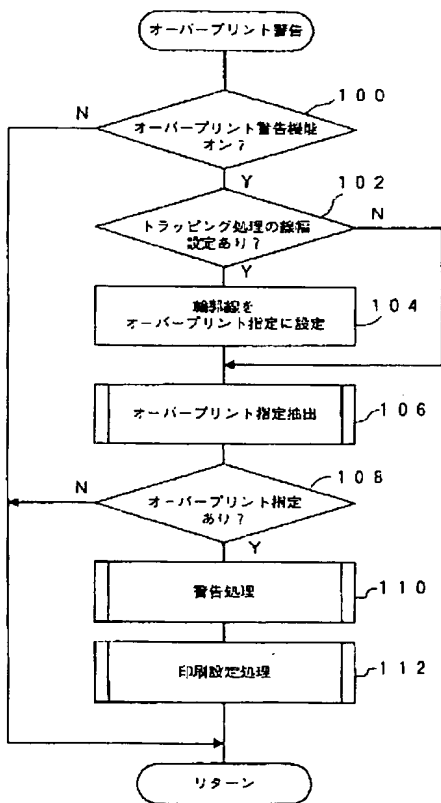 オーバープリント警告
100
N
オーバープリント警告機能
オン？
Y
102
トラッピング処理の線幅
設定あり？
N
Y
輪郭線を
オーバープリント指定に設定
104
オーバープリント指定抽出
106
108
N
オーバープリント指定
あり？
Y
警告処理
110
印刷設定処理
112
リターン